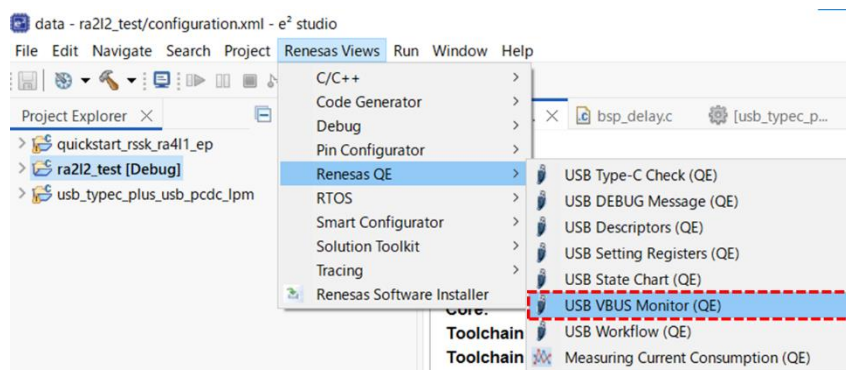 data - ra2l2_test/configuration.xml - e² studio
File Edit Navigate Search Project Renesas Views Run Window Help
Project Explorer
quickstart_rssk_ra4l1_ep
ra2l2_test [Debug]
usb_typec_plus_usb_pcdc_lpm
C/C++
Code Generator
Debug
Pin Configurator
Renesas QE
RTOS
Smart Configurator
Solution Toolkit
Tracing
Renesas Software Installer
bsp_delay.c
[usb_typec_p...
USB Type-C Check (QE)
USB DEBUG Message (QE)
USB Descriptors (QE)
USB Setting Registers (QE)
USB State Chart (QE)
USB VBUS Monitor (QE)
USB Workflow (QE)
Measuring Current Consumption (QE)
Core:
Toolchain
Toolchain